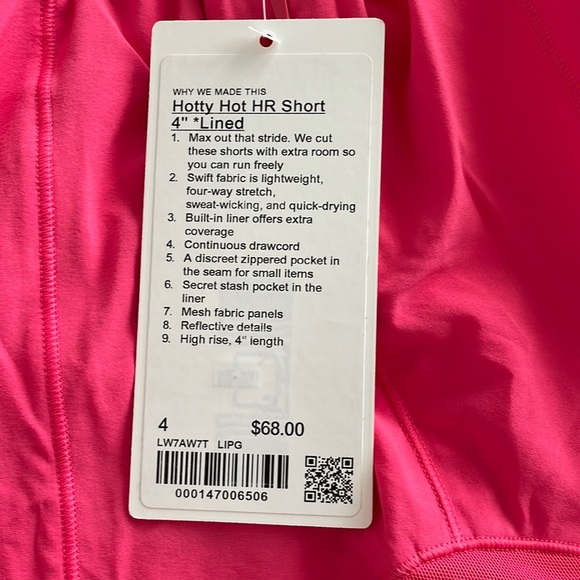 WHY WE MADE THIS
Hotty Hot HR Short
4" *Lined
1. Max out that stride. We cut
these shorts with extra room so
you can run freely
2. Swift fabric is lightweight,
four-way stretch,
sweat-wicking, and quick-drying
3. Built-in liner offers extra
coverage
4. Continuous drawcord
5. A discreet zippered pocket in
the seam for small items
6. Secret stash pocket in the
liner
7. Mesh fabric panels
8. Reflective details
9. High rise, 4" length
4 $68.00
LW7AW7T LIPG
000147006506